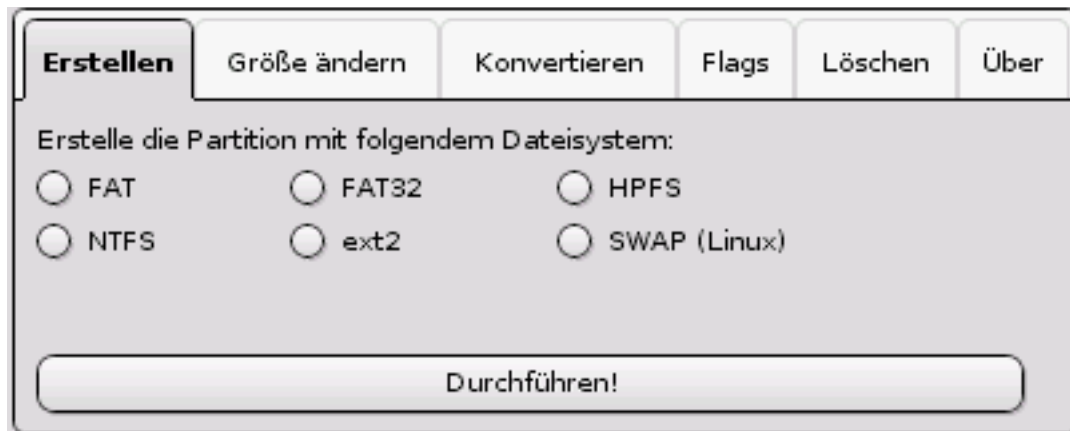 Erstellen Größe ändern Konvertieren Flags Löschen Über
Erstelle die Partition mit folgendem Dateisystem:
FAT FAT32 HPFS
NTFS ext2 SWAP (Linux)
Durchführen!